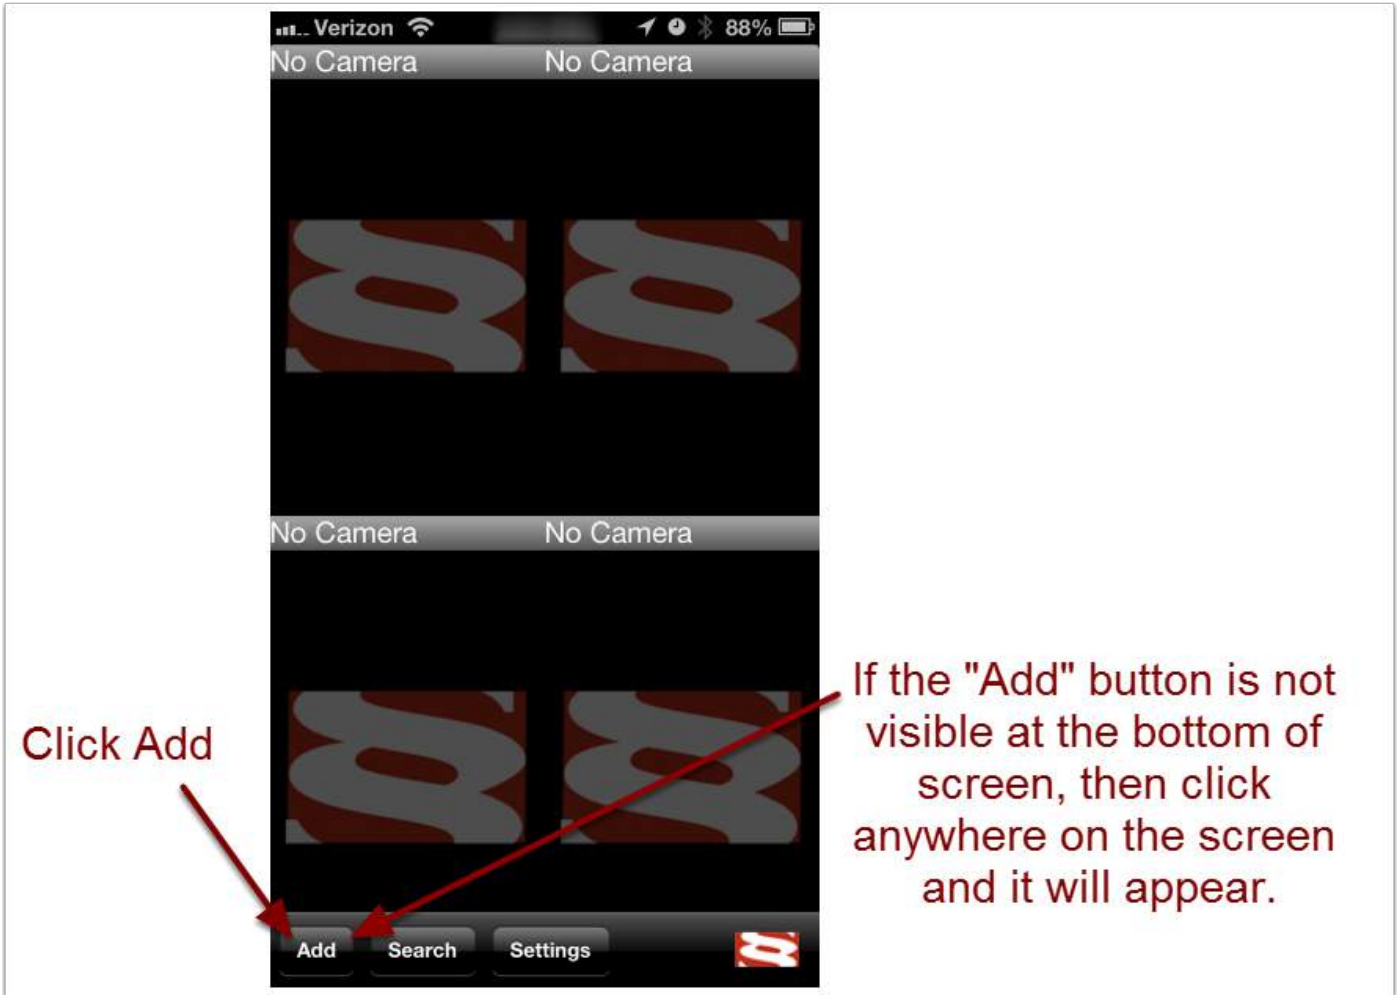 Verizon 88%
No Camera No Camera
No Camera No Camera
Click Add
If the "Add" button is not
visible at the bottom of
screen, then click
anywhere on the screen
and it will appear.
Add Search Settings